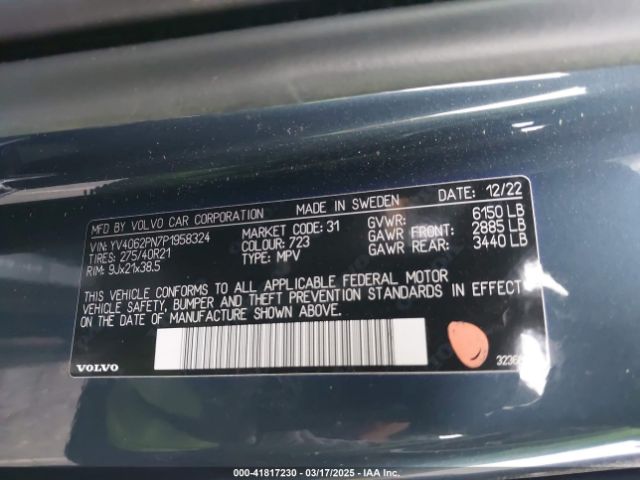 MFD BY VOLVO CAR CORPORATION MADE IN SWEDEN DATE: 12/22
VIN: YV4062PN7P1958324 MARKET CODE: 31 GVWR: 6150 LB
TIRES: 275/40R21 COLOUR: 723 GAWR FRONT: 2885 LB
RIM: 9Jx21x38.5 TYPE: MPV GAWR REAR: 3440 LB
THIS VEHICLE CONFORMS TO ALL APPLICABLE FEDERAL MOTOR
VEHICLE SAFETY, BUMPER AND THEFT PREVENTION STANDARDS IN EFFECT
ON THE DATE OF MANUFACTURE SHOWN ABOVE.
VOLVO
000-41817230 - 03/17/2025 - IAA Inc.